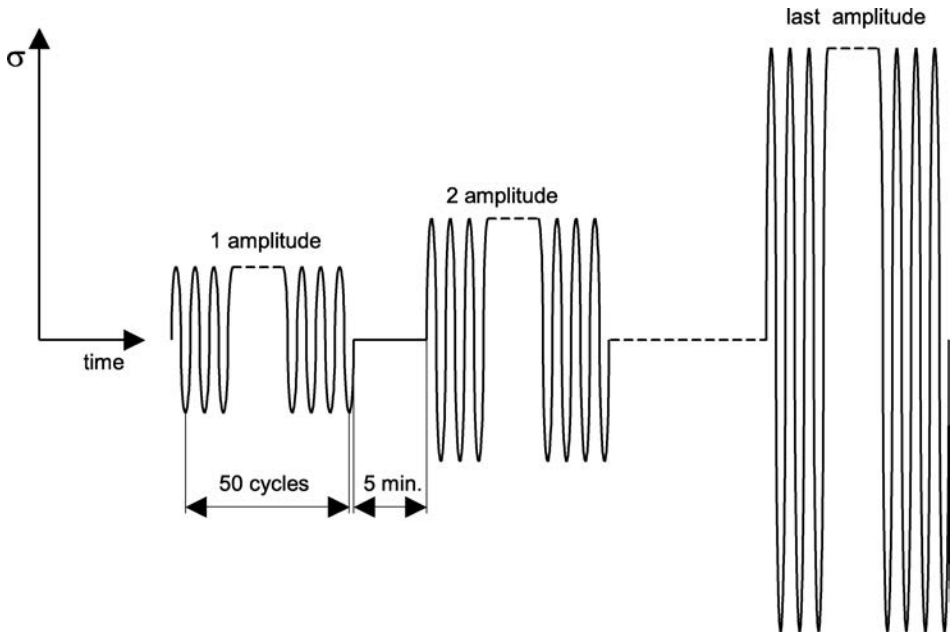 last amplitude
σ
2 amplitude
1 amplitude
time
50 cycles
5 min.